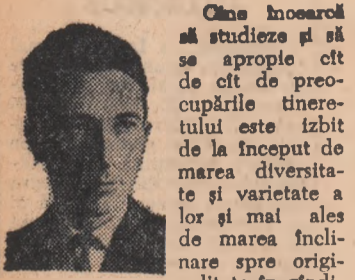 Cine încearcă
să studieze și să
se apropie cît
de cît de preo-
cupările tinere-
tului este izbit
de la început de
marea diversita-
te și varietate a
lor și mai ales
de marea încli-
nare spre origi-